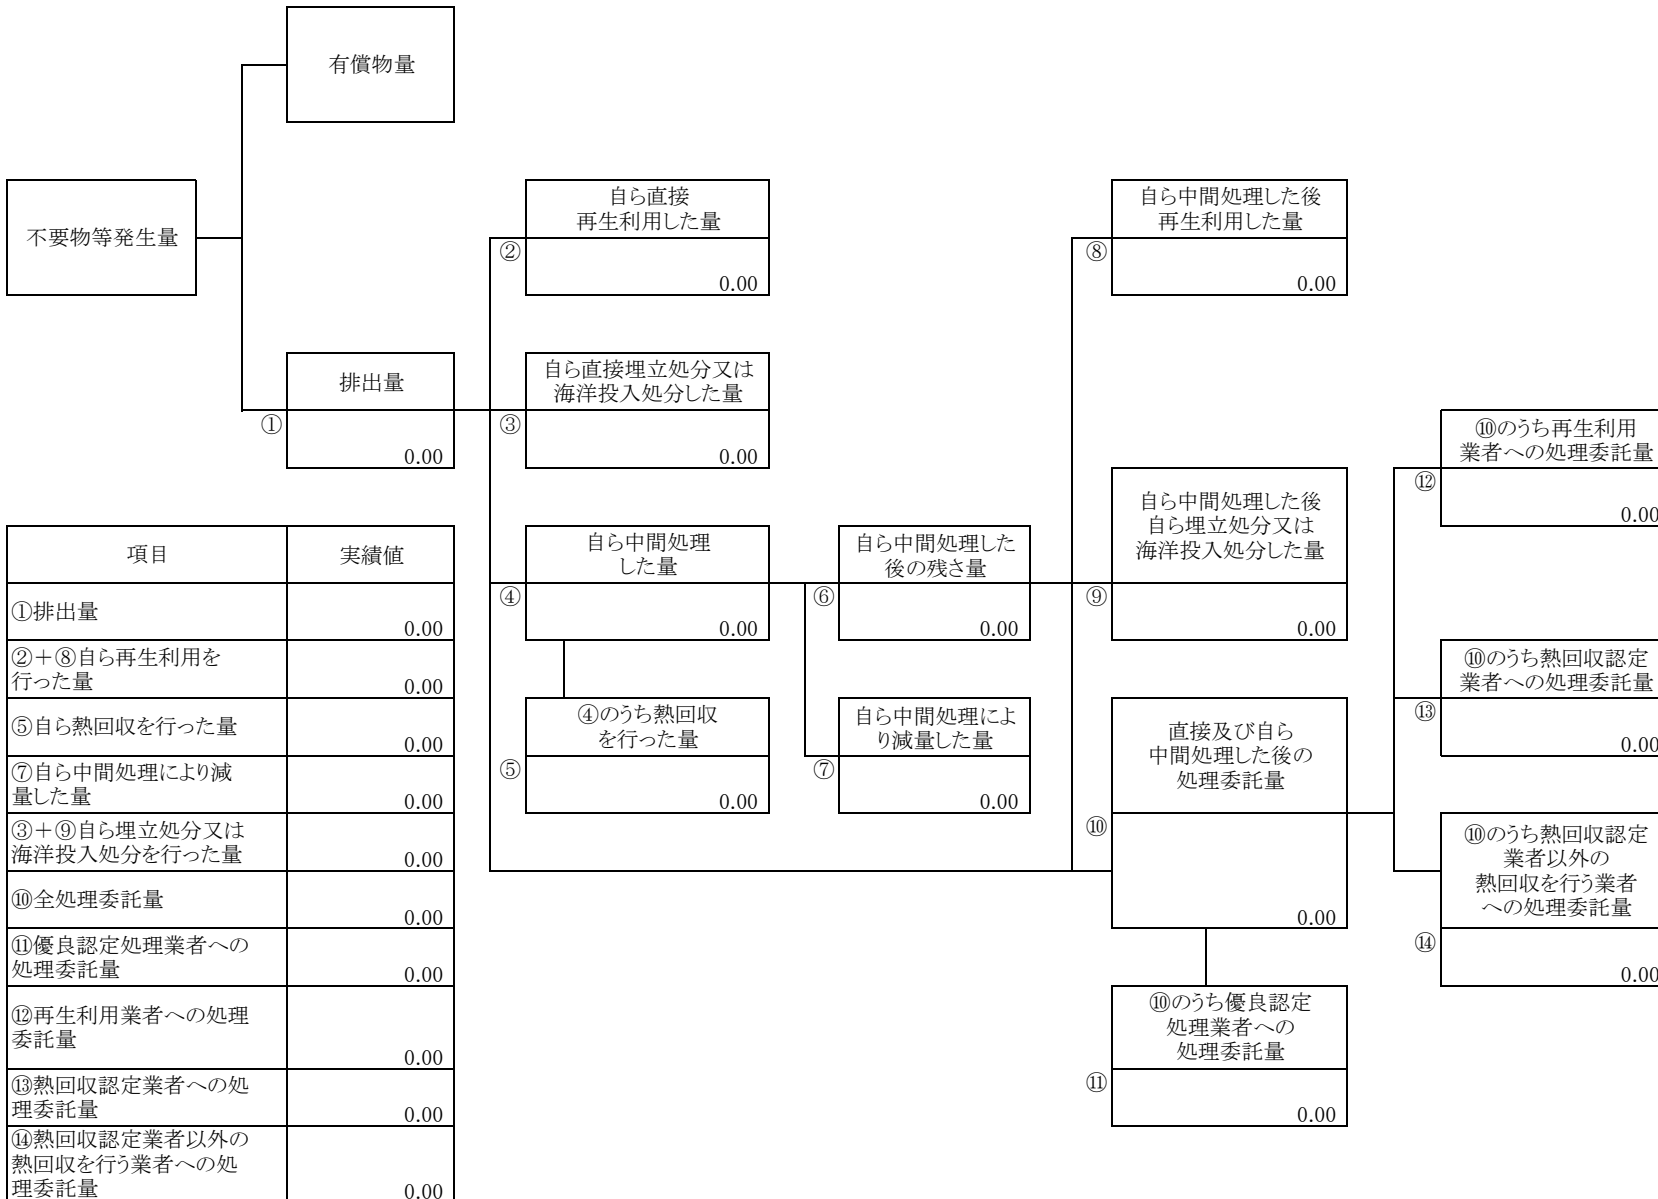 有償物量
不要物等発生量
排出量
①
0.00
自ら直接
再生利用した量
②
0.00
自ら直接埋立処分又は
海洋投入処分した量
③
0.00
自ら中間処理
した量
④
0.00
④のうち熱回収
を行った量
⑤
0.00
自ら中間処理した
後の残さ量
⑥
0.00
自ら中間処理によ
り減量した量
⑦
0.00
自ら中間処理した後
再生利用した量
⑧
0.00
自ら中間処理した後
自ら埋立処分又は
海洋投入処分した量
⑨
0.00
直接及び自ら
中間処理した後の
処理委託量
⑩
0.00
⑩のうち優良認定
処理業者への
処理委託量
⑪
0.00
⑩のうち再生利用
業者への処理委託量
⑫
0.00
⑩のうち熱回収認定
業者への処理委託量
⑬
0.00
⑩のうち熱回収認定
業者以外の
熱回収を行う業者
への処理委託量
⑭
0.00
項目 実績値
①排出量
0.00
②＋⑧自ら再生利用を
行った量 0.00
⑤自ら熱回収を行った量
0.00
⑦自ら中間処理により減
量した量 0.00
③＋⑨自ら埋立処分又は
海洋投入処分を行った量 0.00
⑩全処理委託量
0.00
⑪優良認定処理業者への
処理委託量 0.00
⑫再生利用業者への処理
委託量
0.00
⑬熱回収認定業者への処
理委託量 0.00
⑭熱回収認定業者以外の
熱回収を行う業者への処
理委託量 0.00